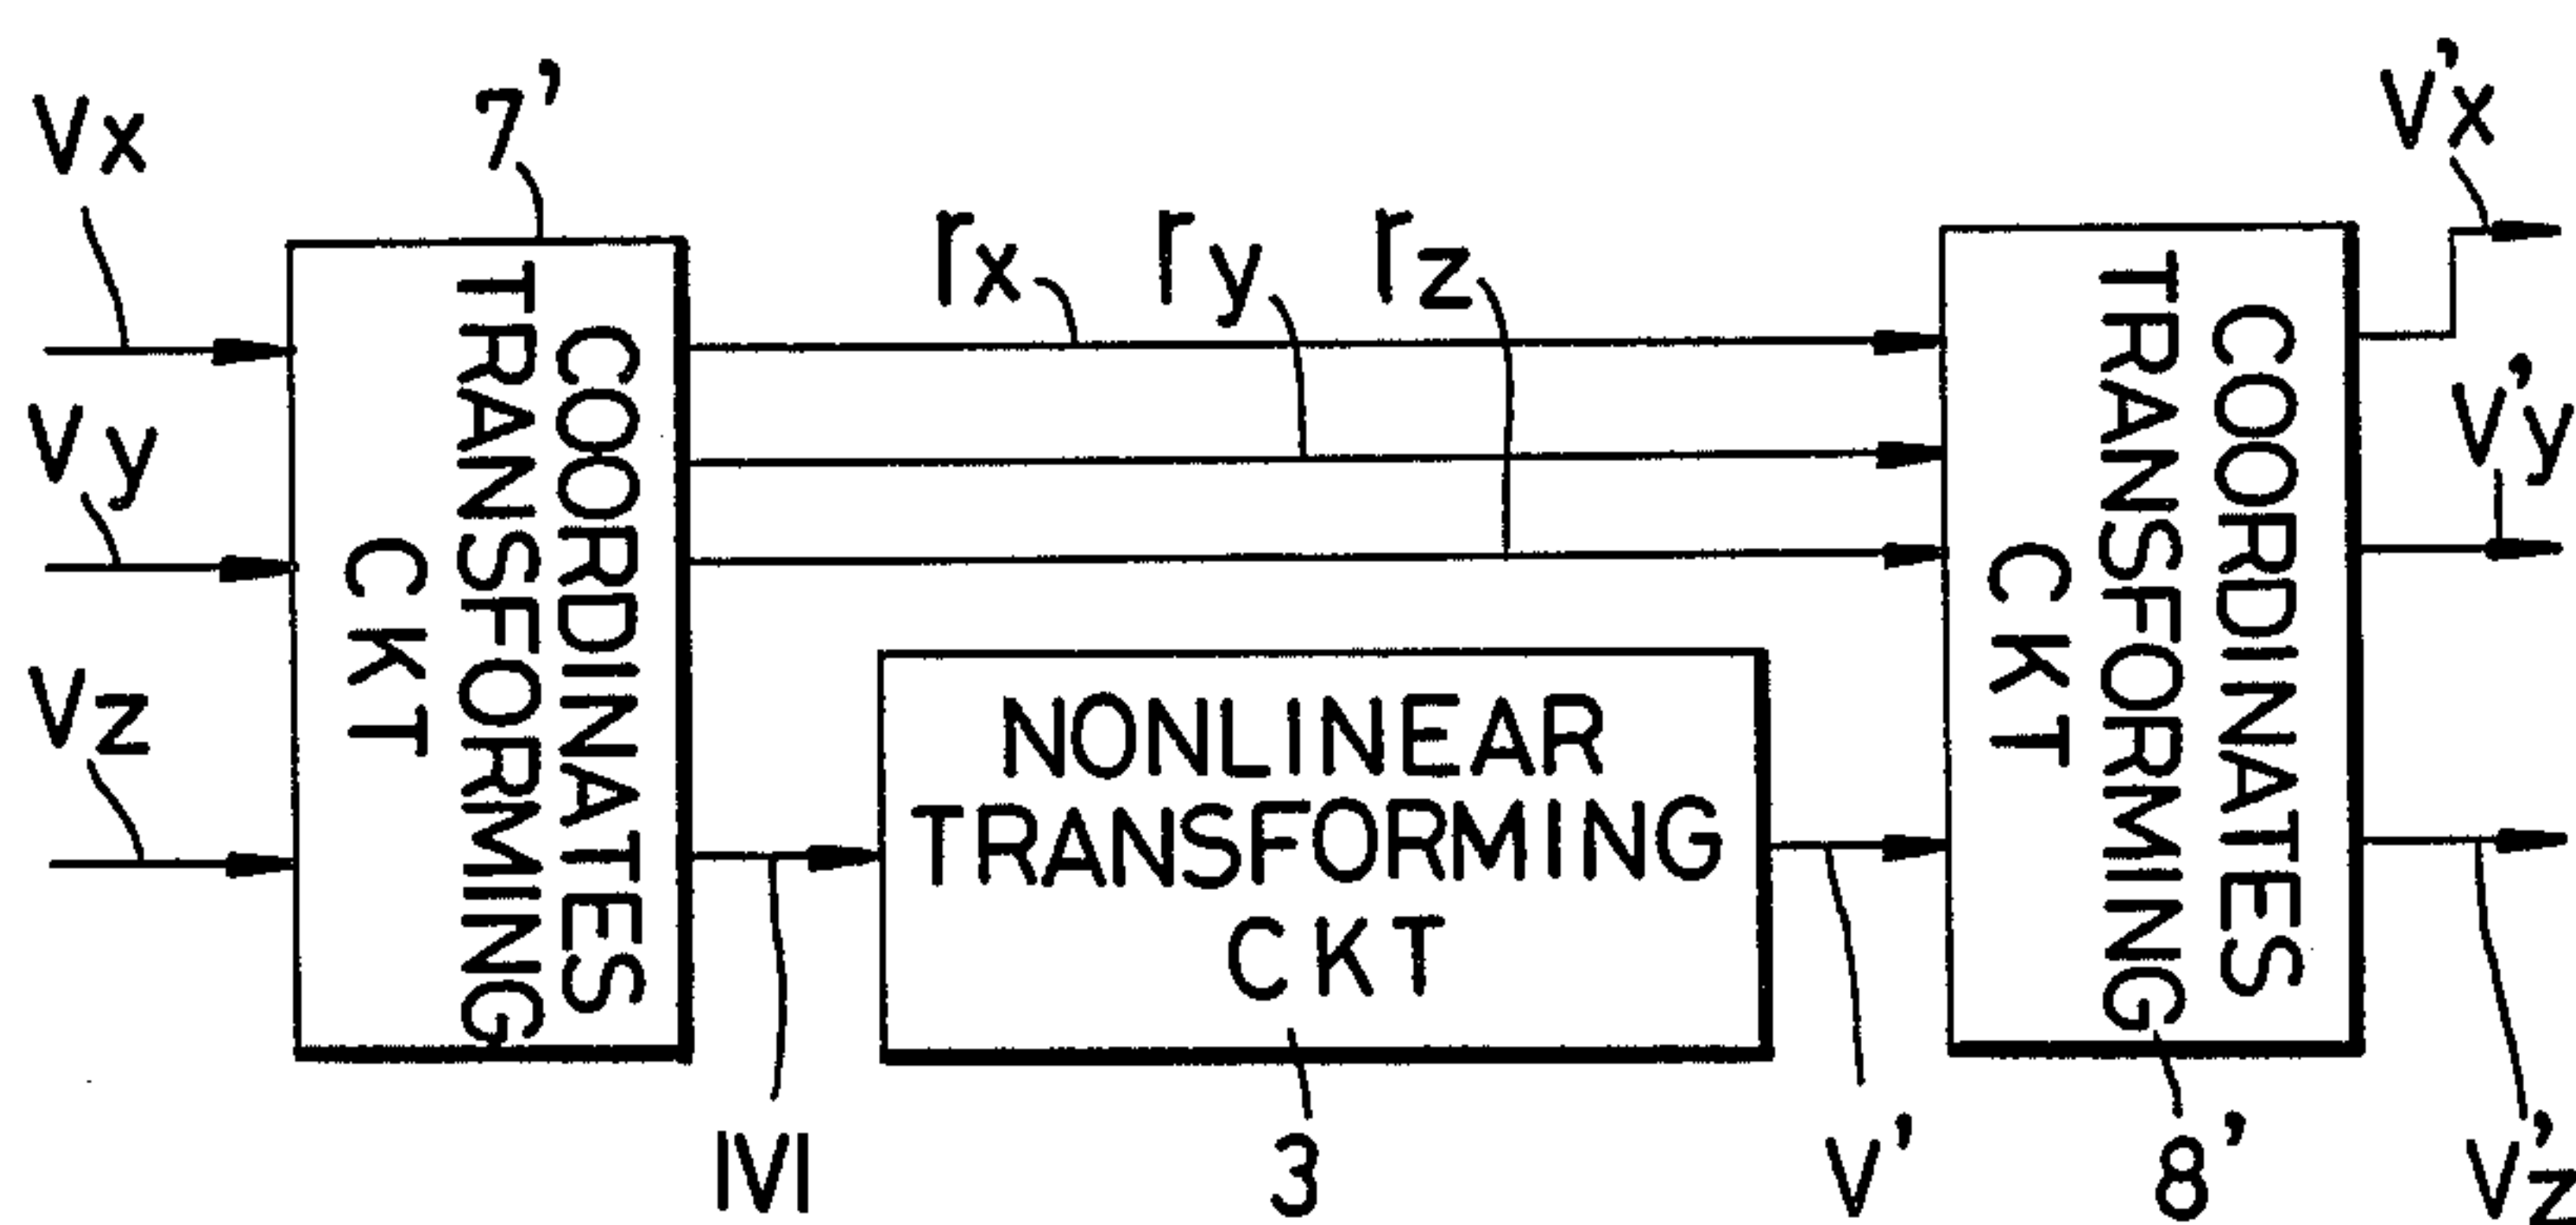 Vx
Vy
Vz
7'
COORDINATES
TRANSFORMING
CKT
rx
ry
rz
|V|
NONLINEAR
TRANSFORMING
CKT
3
V'
COORDINATES
TRANSFORMING
CKT
8'
V'x
V'y
V'z